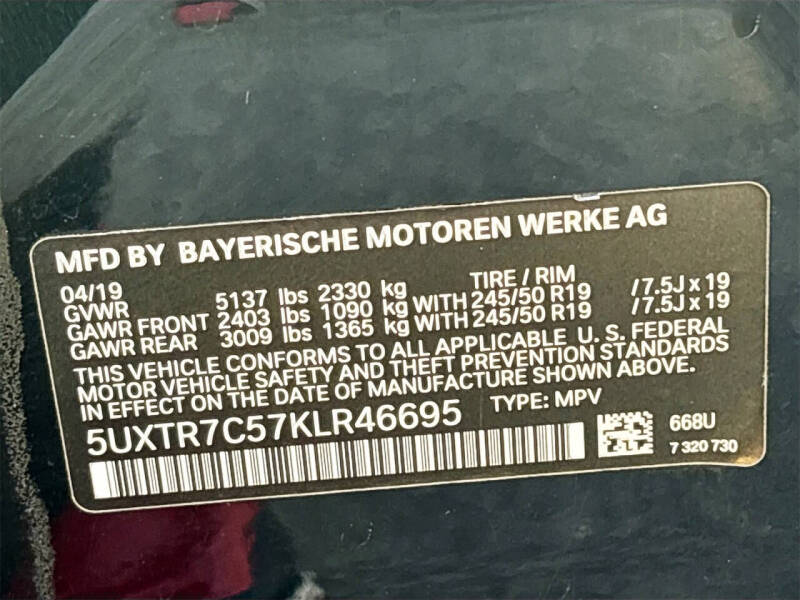 MFD BY BAYERISCHE MOTOREN WERKE AG
04/19 TIRE / RIM
GVWR 5137 lbs 2330 kg
GAWR FRONT 2403 lbs 1090 kg WITH 245/50 R19 /7.5J x 19
GAWR REAR 3009 lbs 1365 kg WITH 245/50 R19 /7.5J x 19
THIS VEHICLE CONFORMS TO ALL APPLICABLE U. S. FEDERAL
MOTOR VEHICLE SAFETY AND THEFT PREVENTION STANDARDS
IN EFFECT ON THE DATE OF MANUFACTURE SHOWN ABOVE.
5UXTR7C57KLR46695 TYPE: MPV
668U
7 320 730